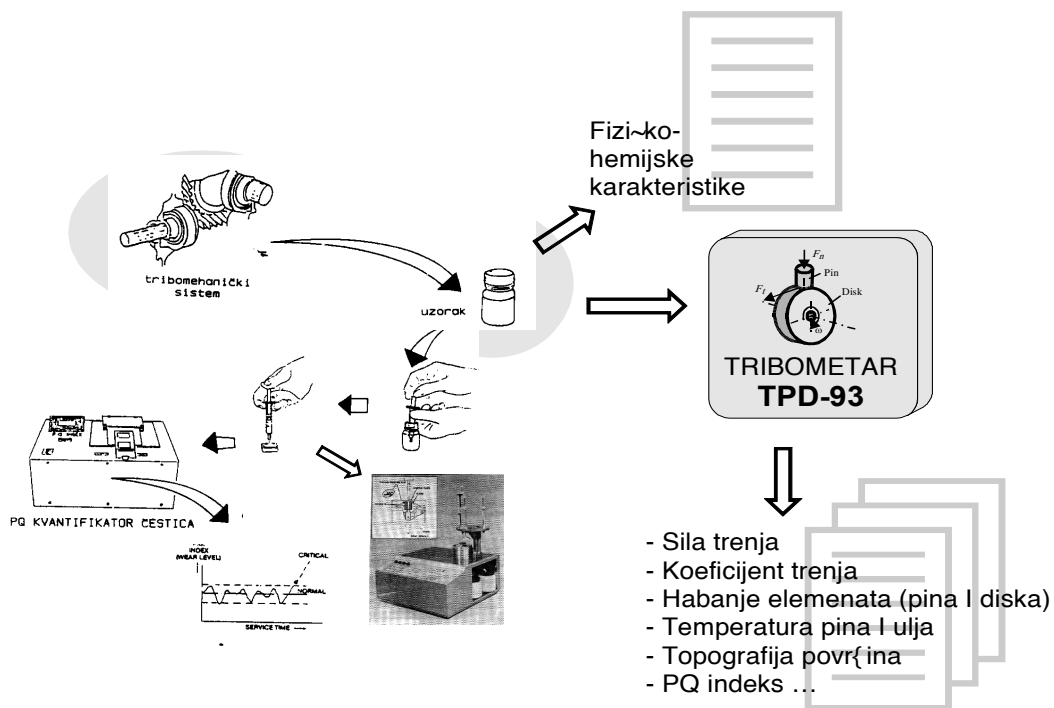 Fizi~ko-
hemijske
karakteristike
tribomehanički
sistem
uzorak
Fn
Pin
Ft
Disk
ω
TRIBOMETAR
TPD-93
PQ KVANTIFIKATOR ČESTICA
INDEX
(WEAR LEVEL)
CRITICAL
NORMAL
SERVICE TIME
- Sila trenja
- Koeficijent trenja
- Habanje elemenata (pina I diska)
- Temperatura pina I ulja
- Topografija povr{ina
- PQ indeks ...